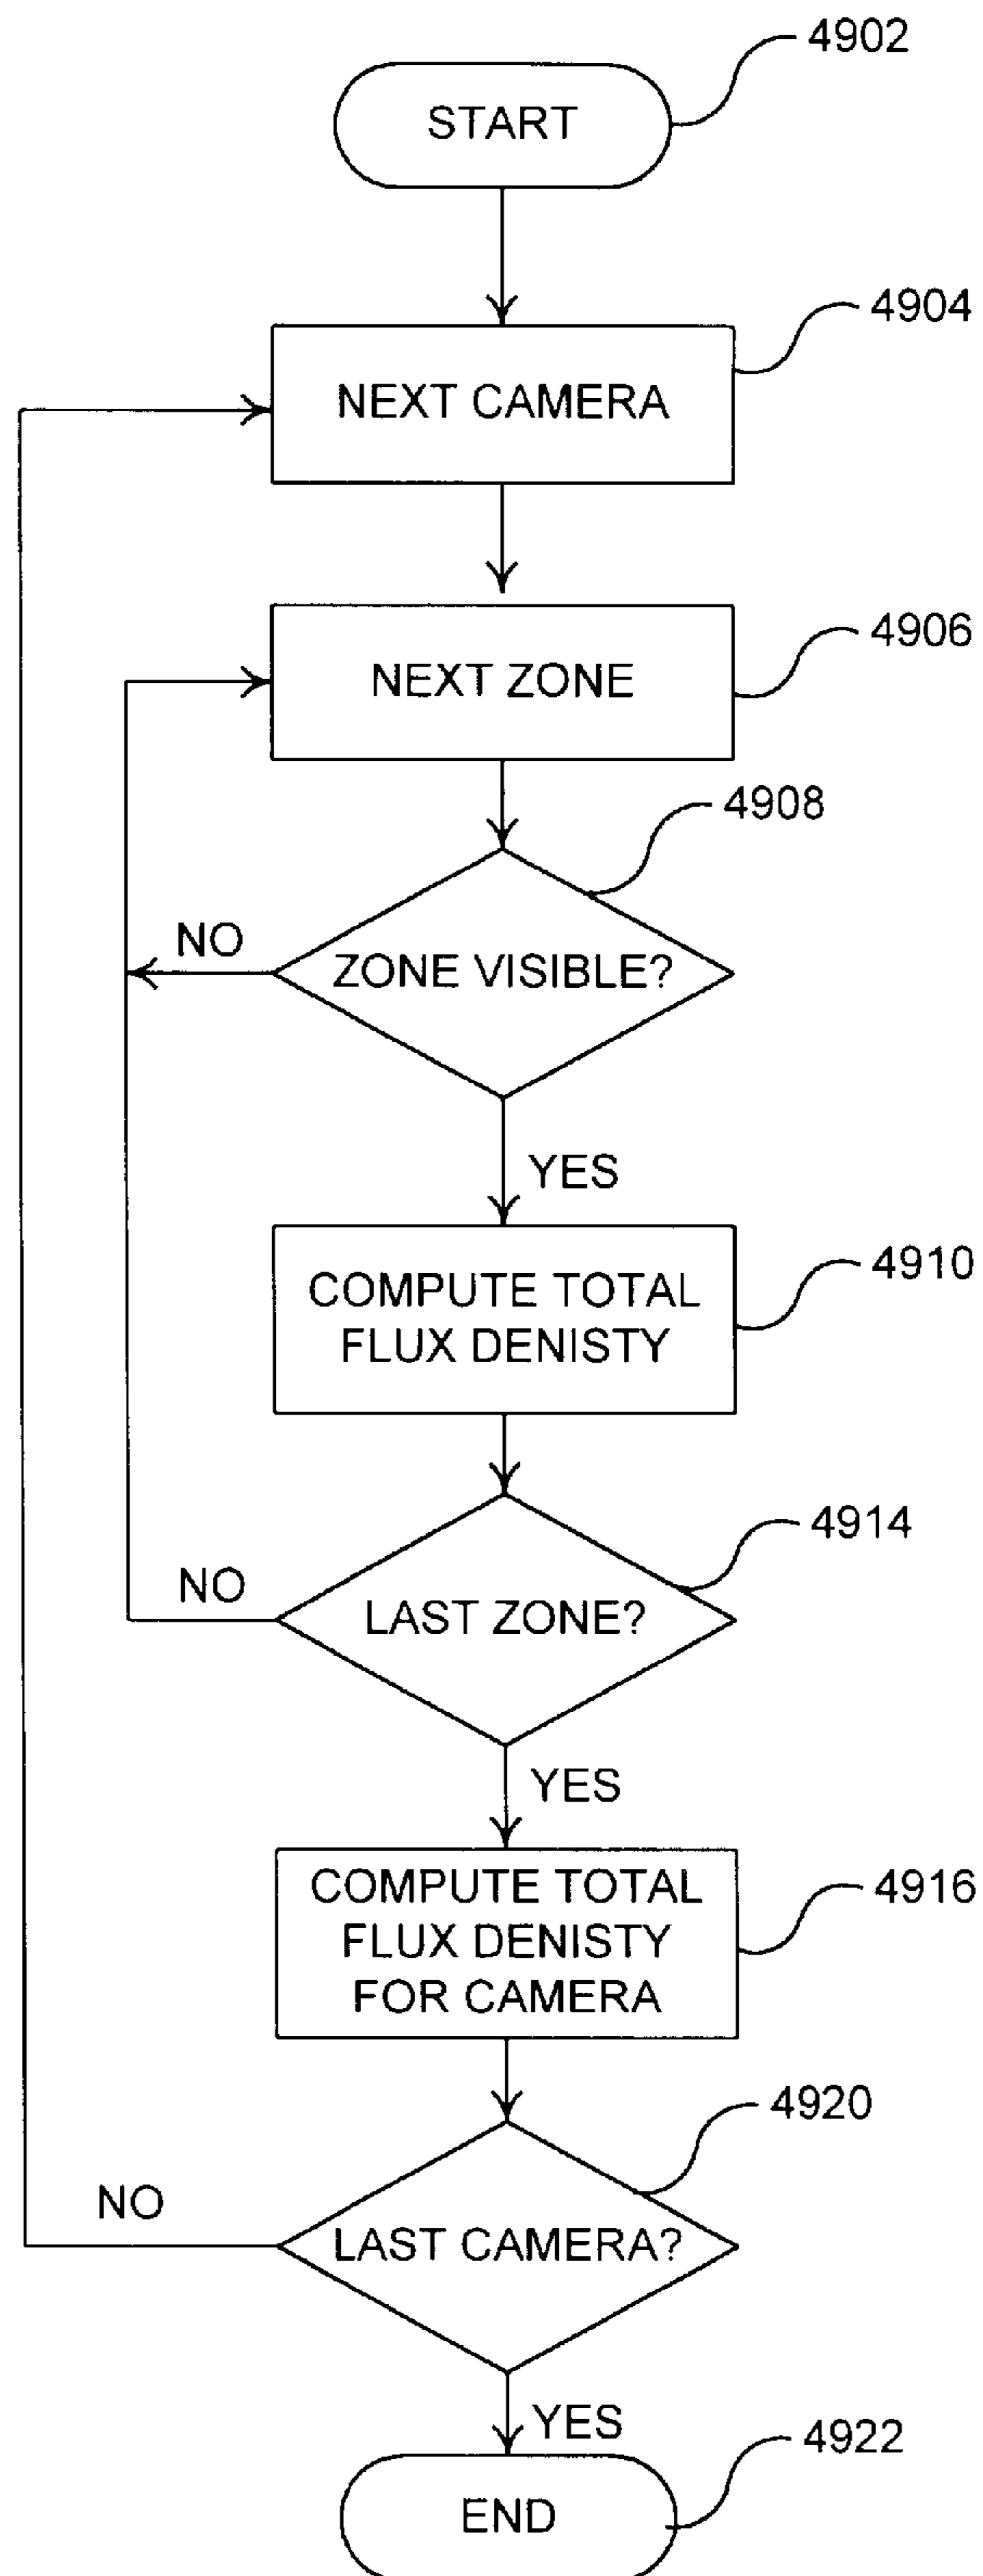 4902
START
4904
NEXT CAMERA
4906
NEXT ZONE
4908
NO
ZONE VISIBLE?
YES
4910
COMPUTE TOTAL
FLUX DENISTY
4914
NO
LAST ZONE?
YES
4916
COMPUTE TOTAL
FLUX DENISTY
FOR CAMERA
4920
NO
LAST CAMERA?
YES
4922
END